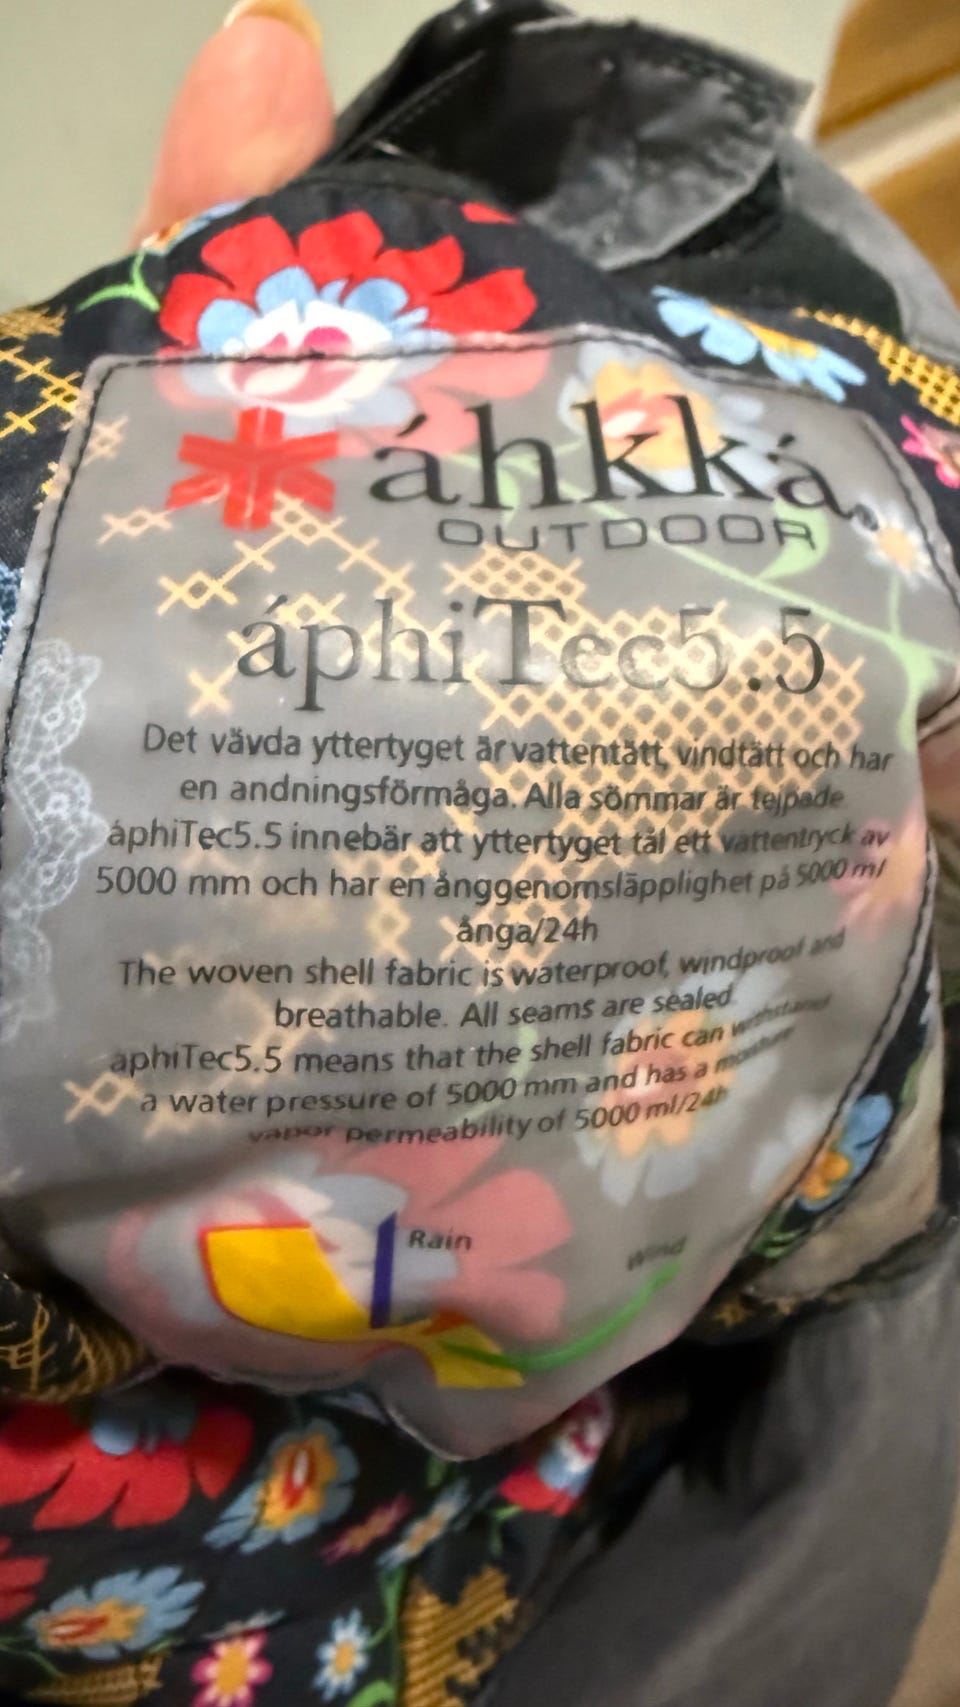 áhkká
OUTDOOR
áphiTec5.5
Det vävda yttertyget är vattentätt, vindtätt och har
en andningsförmåga. Alla sömmar är tejpade
áphiTec5.5 innebär att yttertyget tål ett vattentryck av
5000 mm och har en ånggenomsläpplighet på 5000 ml/
ånga/24h
The woven shell fabric is waterproof, windproof and
breathable. All seams are sealed.
aphiTec5.5 means that the shell fabric can withstand
a water pressure of 5000 mm and has a moisture
vapor permeability of 5000 ml/24h
Rain
Wind